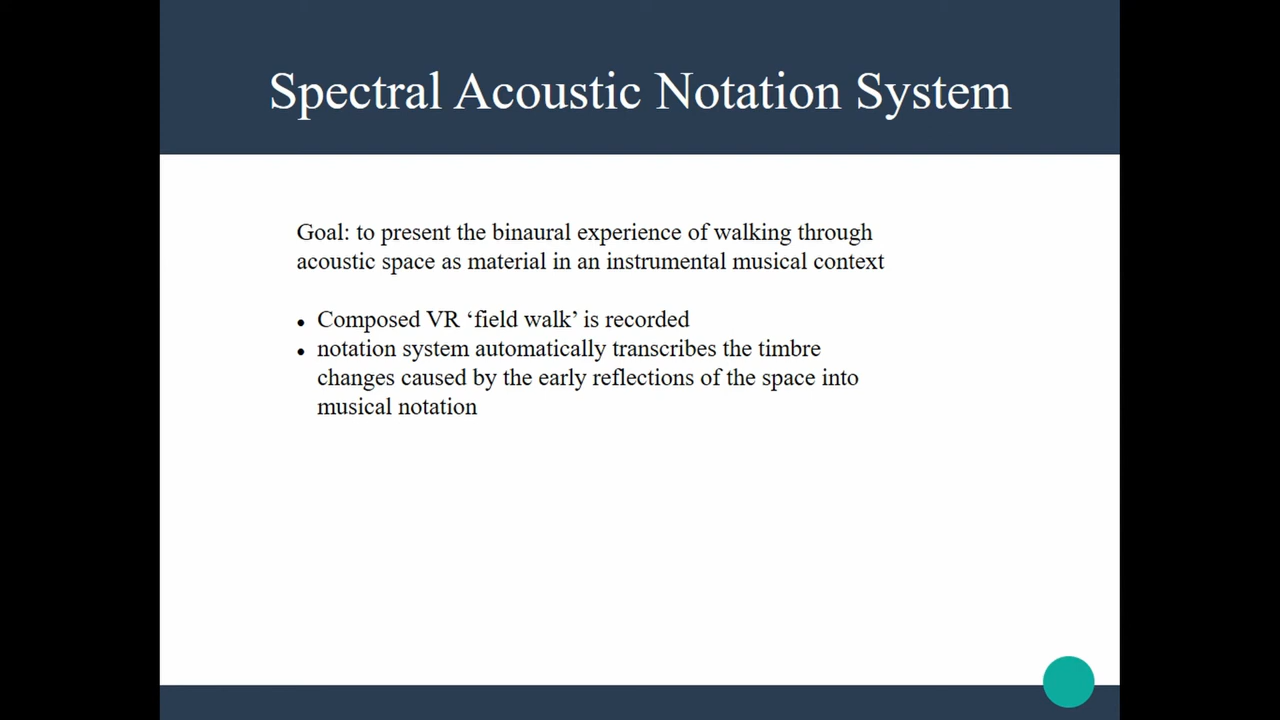 Spectral Acoustic Notation System
Goal: to present the binaural experience of walking through
acoustic space as material in an instrumental musical context
• Composed VR ‘field walk’ is recorded
• notation system automatically transcribes the timbre
changes caused by the early reflections of the space into
musical notation